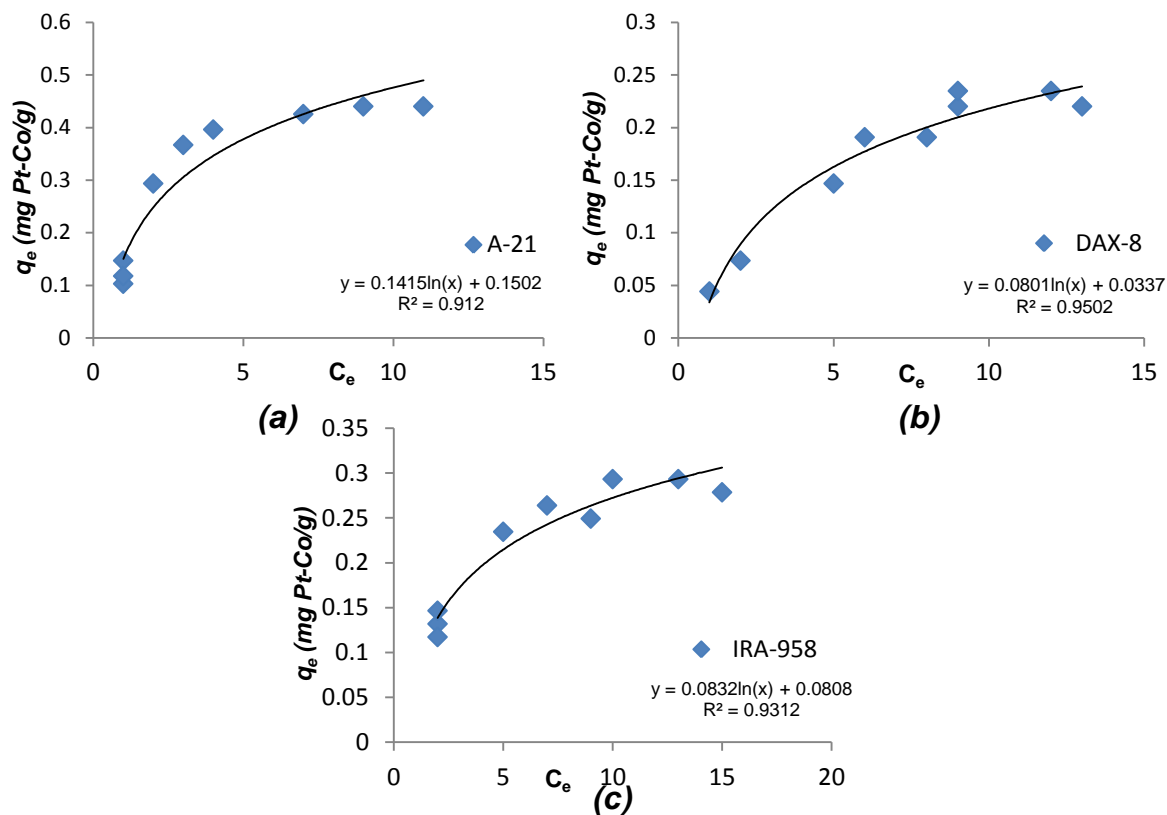 0.6
0.5
0.4
0.3
0.2
0.1
0
qₑ (mg Pt-Co/g)
A-21
y = 0.1415ln(x) + 0.1502
R² = 0.912
0 5 10 15
Cₑ
(a)
0.3
0.25
0.2
0.15
0.1
0.05
0
qₑ (mg Pt-Co/g)
DAX-8
y = 0.0801ln(x) + 0.0337
R² = 0.9502
0 5 10 15
Cₑ
(b)
0.35
0.3
0.25
0.2
0.15
0.1
0.05
0
qₑ (mg Pt-Co/g)
IRA-958
y = 0.0832ln(x) + 0.0808
R² = 0.9312
0 5 10 15 20
Cₑ
(c)